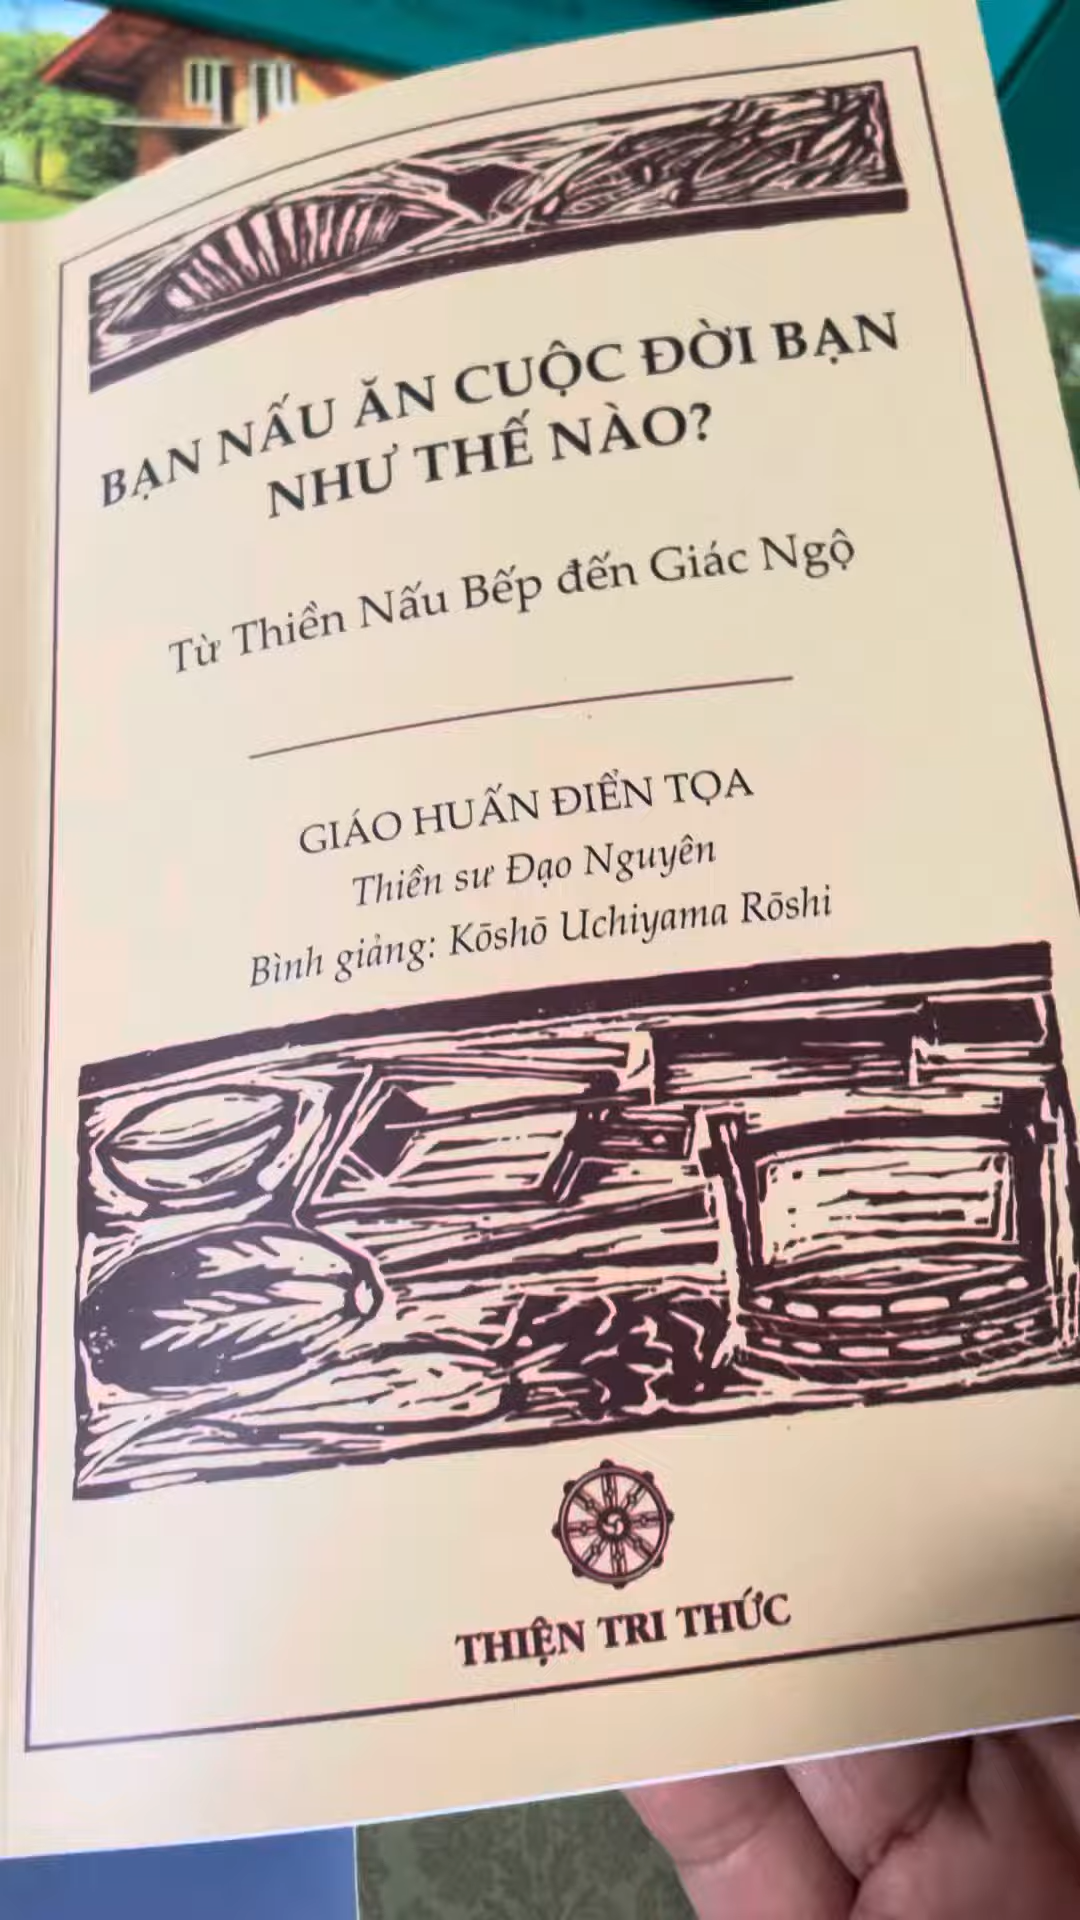 BẠN NẤU ĂN CUỘC ĐỜI BẠN
NHƯ THẾ NÀO?
Từ Thiền Nấu Bếp đến Giác Ngộ
GIÁO HUẤN ĐIỂN TỌA
Thiền sư Đạo Nguyên
Bình giảng: Kōshō Uchiyama Rōshi
THIỆN TRI THỨC